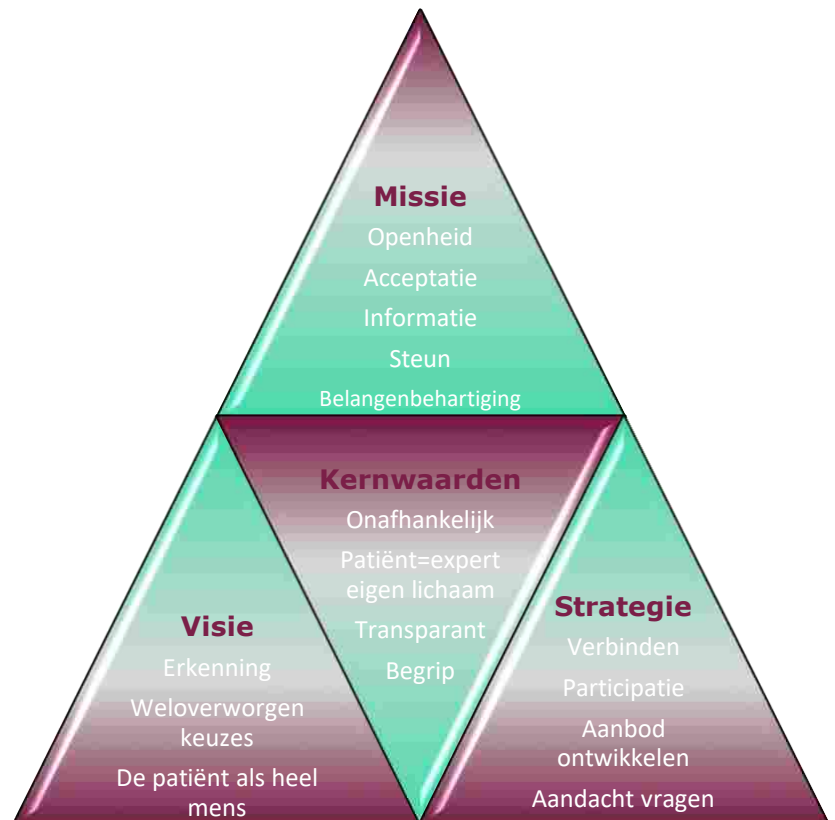 Missie
Openheid
Acceptatie
Informatie
Steun
Belangenbehartiging
Kernwaarden
Onafhankelijk
Patiënt=expert
eigen lichaam
Transparant
Begrip
Visie
Erkenning
Weloverworgen
keuzes
De patiënt als heel
mens
Strategie
Verbinden
Participatie
Aanbod
ontwikkelen
Aandacht vragen